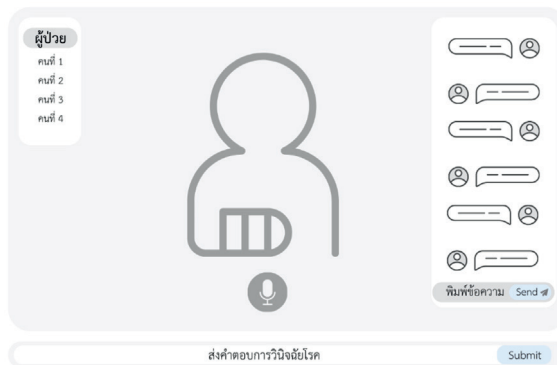 ผู้ป่วย
คนที่ 1
คนที่ 2
คนที่ 3
คนที่ 4
พิมพ์ข้อความ Send
ส่งคำตอบการวินิจฉัยโรค Submit